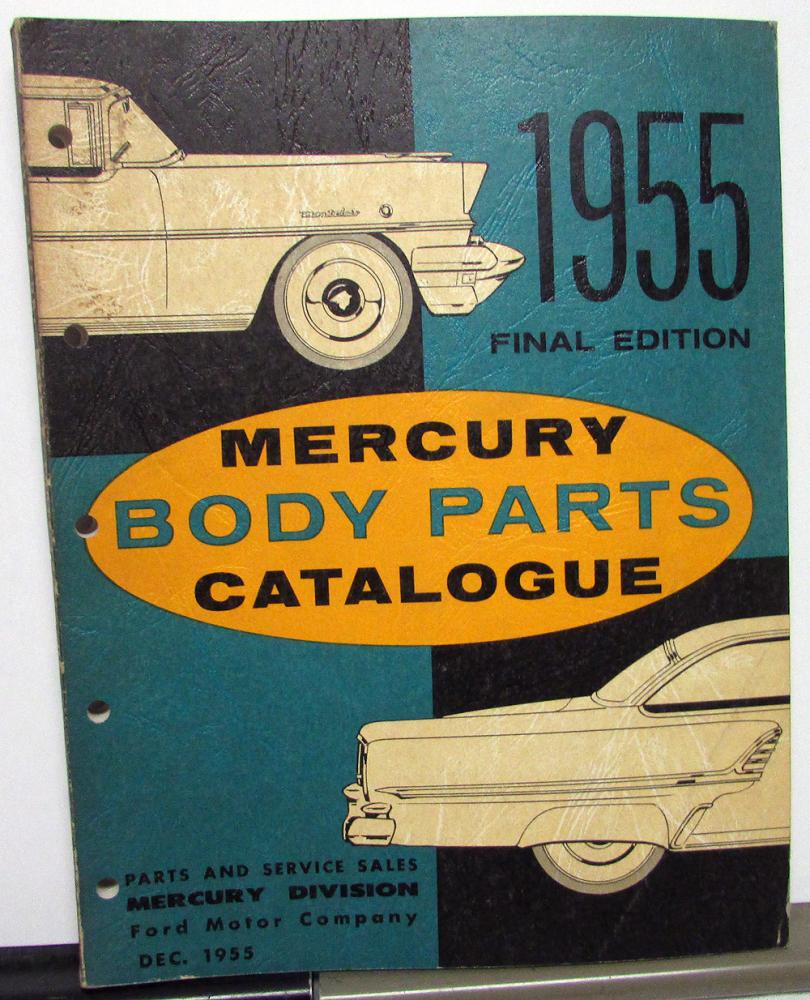 1955
FINAL EDITION
MERCURY
BODY PARTS
CATALOGUE
PARTS AND SERVICE SALES
MERCURY DIVISION
Ford Motor Company
DEC. 1955